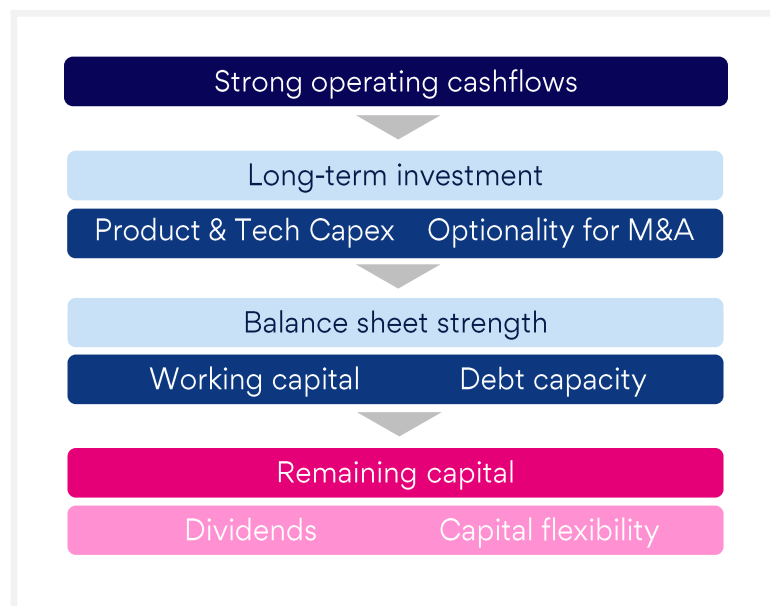 Strong operating cashflows
Long-term investment
Product & Tech Capex Optionality for M&A
Balance sheet strength
Working capital Debt capacity
Remaining capital
Dividends Capital flexibility